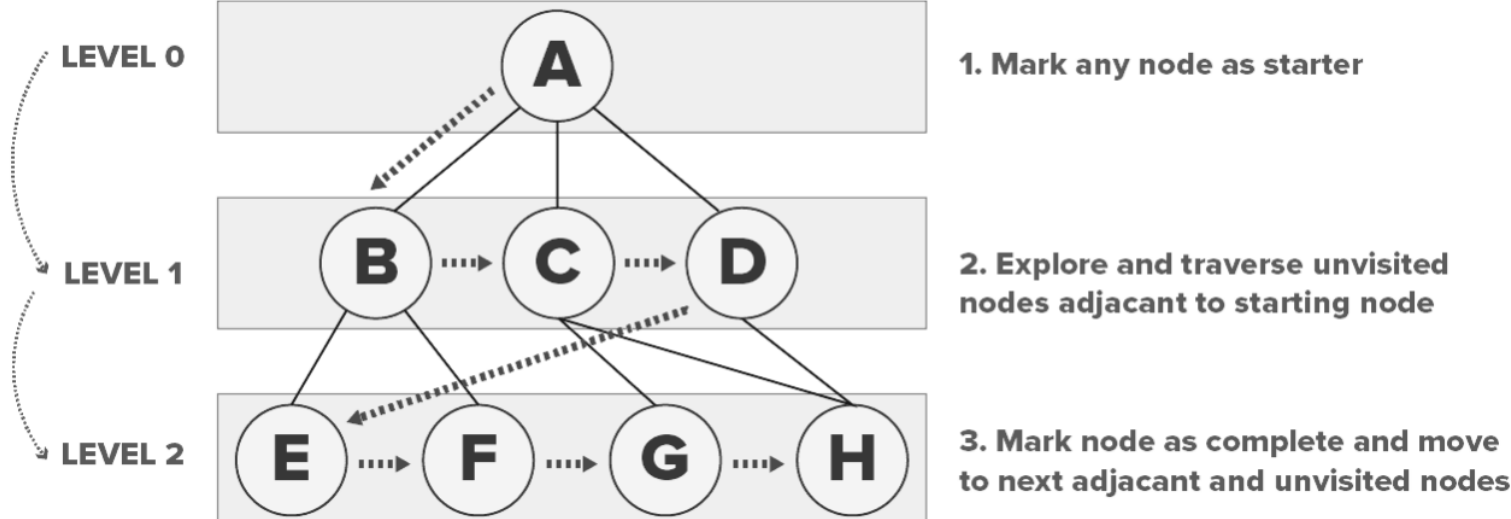 LEVEL 0
A
1. Mark any node as starter
LEVEL 1
B
C
D
2. Explore and traverse unvisited
nodes adjacant to starting node
LEVEL 2
E
F
G
H
3. Mark node as complete and move
to next adjacant and unvisited nodes